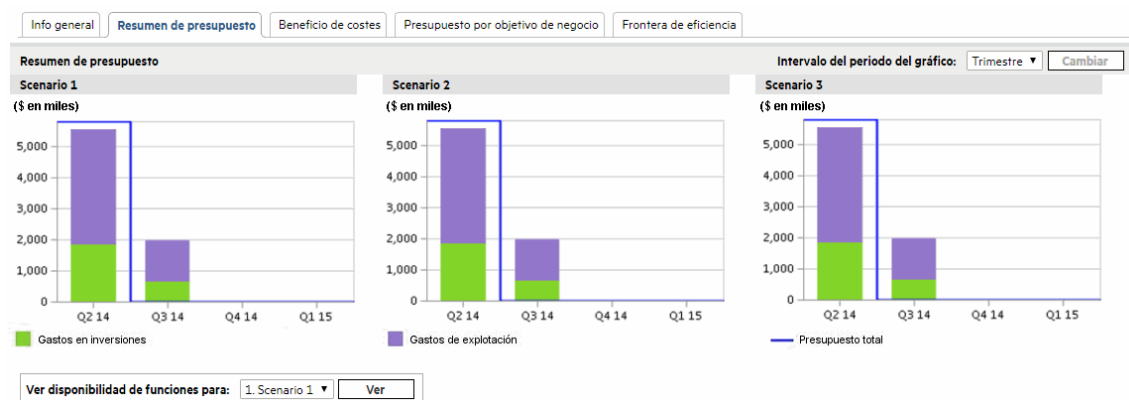 Info general Resumen de presupuesto Beneficio de costes Presupuesto por objetivo de negocio Frontera de eficiencia
Resumen de presupuesto Intervalo del periodo del gráfico: Trimestre ▼ Cambiar
Scenario 1 Scenario 2 Scenario 3
($ en miles) ($ en miles) ($ en miles)
5,000 5,000 5,000
4,000 4,000 4,000
3,000 3,000 3,000
2,000 2,000 2,000
1,000 1,000 1,000
0 0 0
Q2 14 Q3 14 Q4 14 Q1 15 Q2 14 Q3 14 Q4 14 Q1 15 Q2 14 Q3 14 Q4 14 Q1 15
Gastos en inversiones Gastos de explotación Presupuesto total
Ver disponibilidad de funciones para: 1. Scenario 1 ▼ Ver